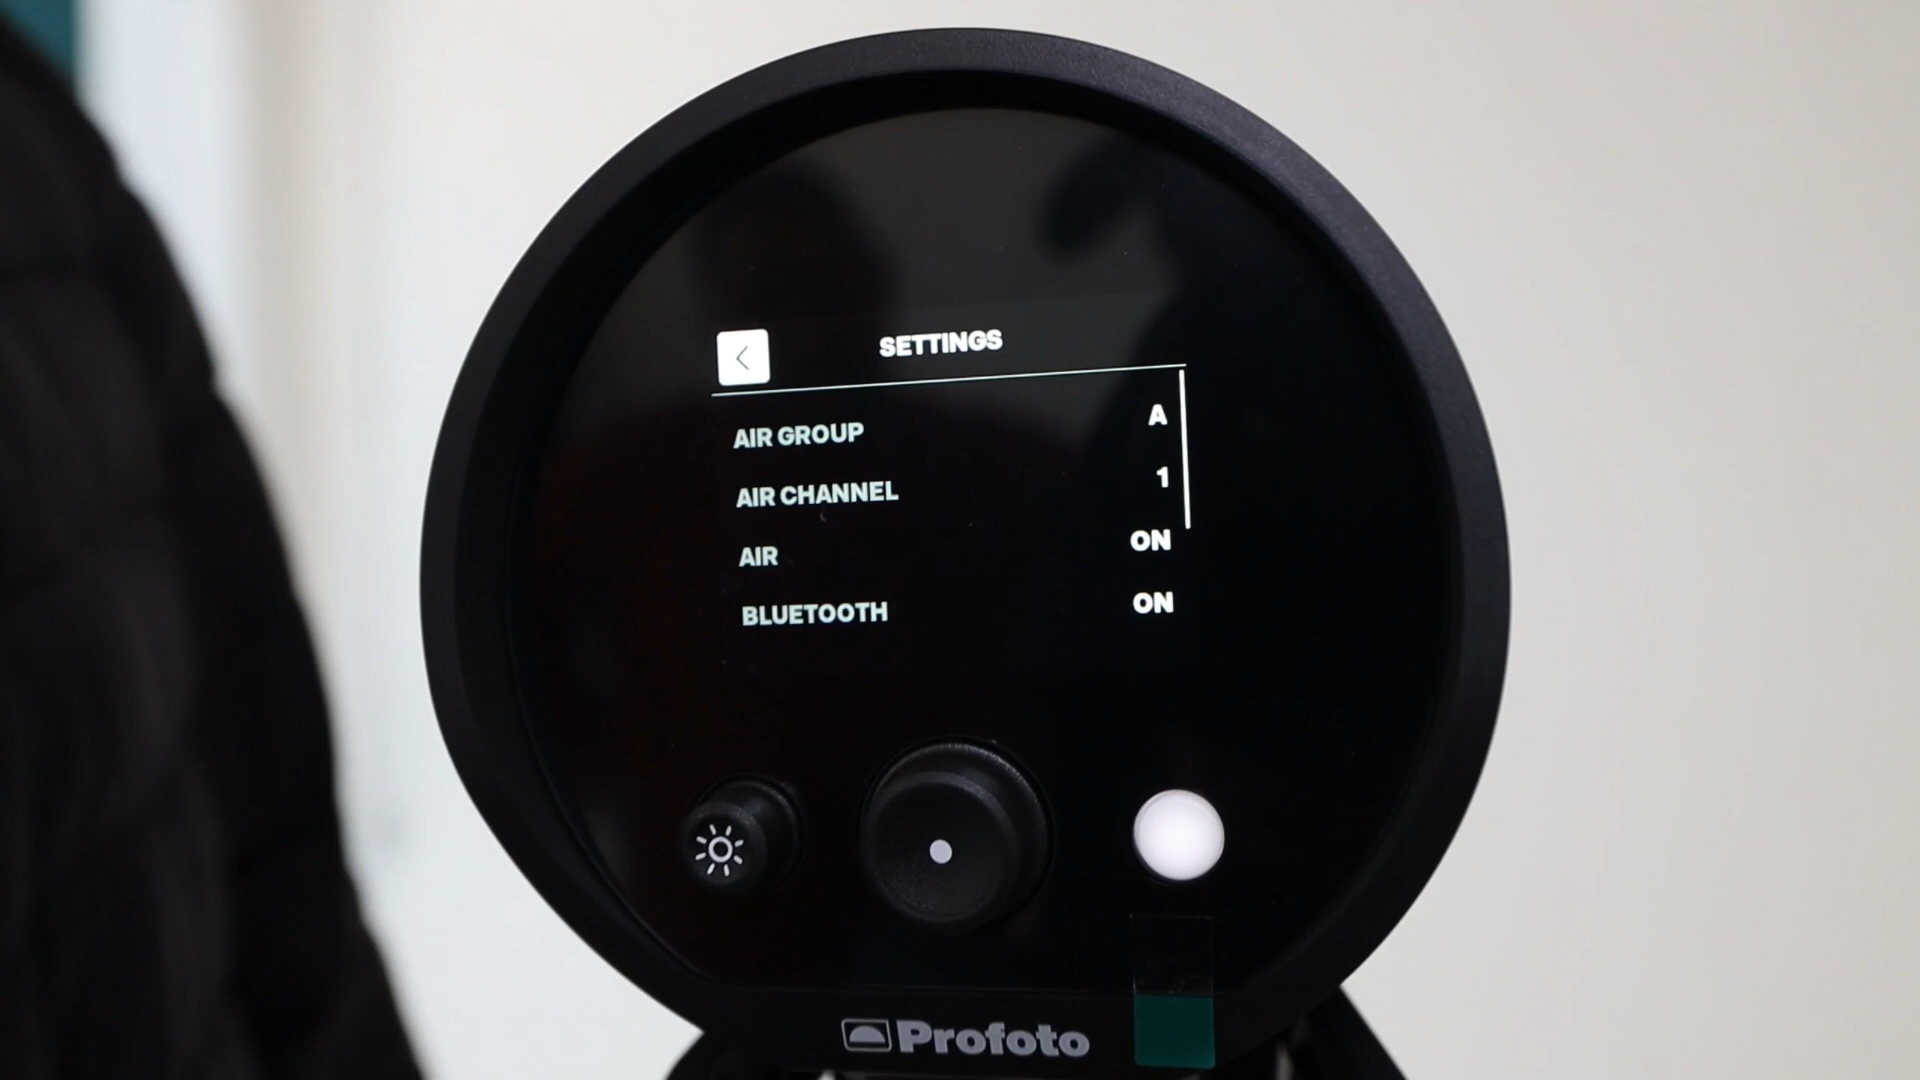 SETTINGS
AIR GROUP A
AIR CHANNEL 1
AIR ON
BLUETOOTH ON
Profoto